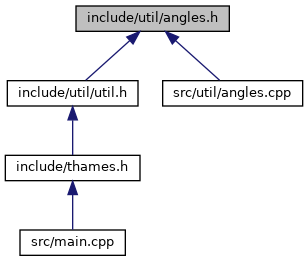 include/util/angles.h
include/util/util.h
src/util/angles.cpp
include/thames.h
src/main.cpp